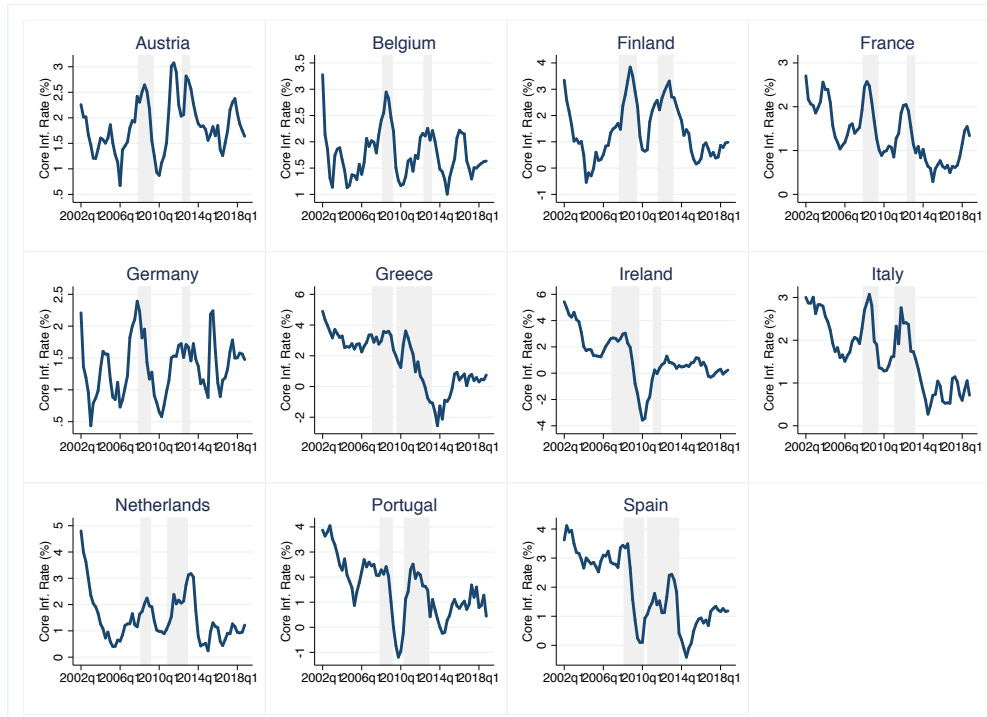 Austria
Core Inf. Rate (%)
.5 1 1.5 2 2.5 3
2002q1 2006q1 2010q1 2014q1 2018q1
Belgium
Core Inf. Rate (%)
1 1.5 2 2.5 3 3.5
2002q1 2006q1 2010q1 2014q1 2018q1
Finland
Core Inf. Rate (%)
-1 0 1 2 3 4
2002q1 2006q1 2010q1 2014q1 2018q1
France
Core Inf. Rate (%)
0 1 2 3
2002q1 2006q1 2010q1 2014q1 2018q1
Germany
Core Inf. Rate (%)
.5 1 1.5 2 2.5
2002q1 2006q1 2010q1 2014q1 2018q1
Greece
Core Inf. Rate (%)
-2 0 2 4 6
2002q1 2006q1 2010q1 2014q1 2018q1
Ireland
Core Inf. Rate (%)
-4 -2 0 2 4 6
2002q1 2006q1 2010q1 2014q1 2018q1
Italy
Core Inf. Rate (%)
0 1 2 3
2002q1 2006q1 2010q1 2014q1 2018q1
Netherlands
Core Inf. Rate (%)
0 1 2 3 4 5
2002q1 2006q1 2010q1 2014q1 2018q1
Portugal
Core Inf. Rate (%)
-1 0 1 2 3 4
2002q1 2006q1 2010q1 2014q1 2018q1
Spain
Core Inf. Rate (%)
0 1 2 3 4
2002q1 2006q1 2010q1 2014q1 2018q1